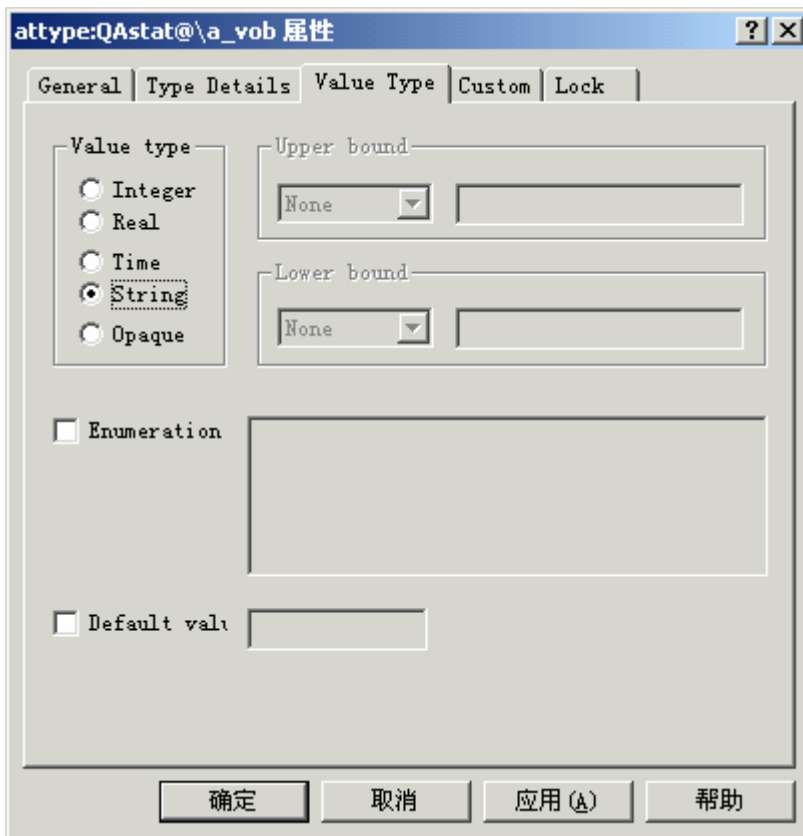 attype:QAstat@\a_vob 属性
General Type Details Value Type Custom Lock
Value type
Integer
Real
Time
String
Opaque
Upper bound
None
Lower bound
None
Enumeration
Default valu
确定 取消 应用(A) 帮助